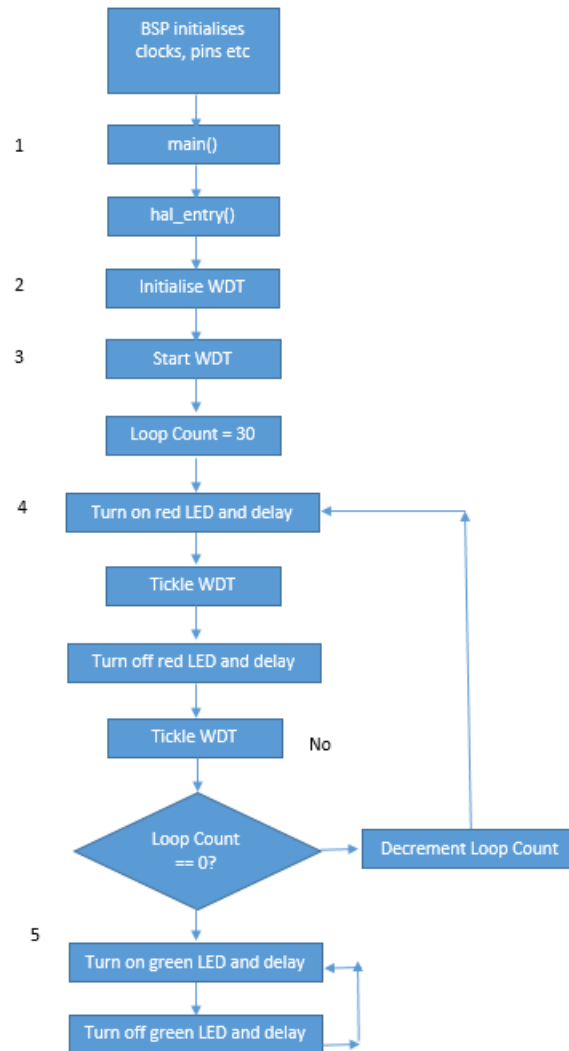 BSP initialises
clocks, pins etc
1
main()
hal_entry()
2
Initialise WDT
3
Start WDT
Loop Count = 30
4
Turn on red LED and delay
Tickle WDT
Turn off red LED and delay
Tickle WDT
No
Loop Count
== 0?
Decrement Loop Count
5
Turn on green LED and delay
Turn off green LED and delay